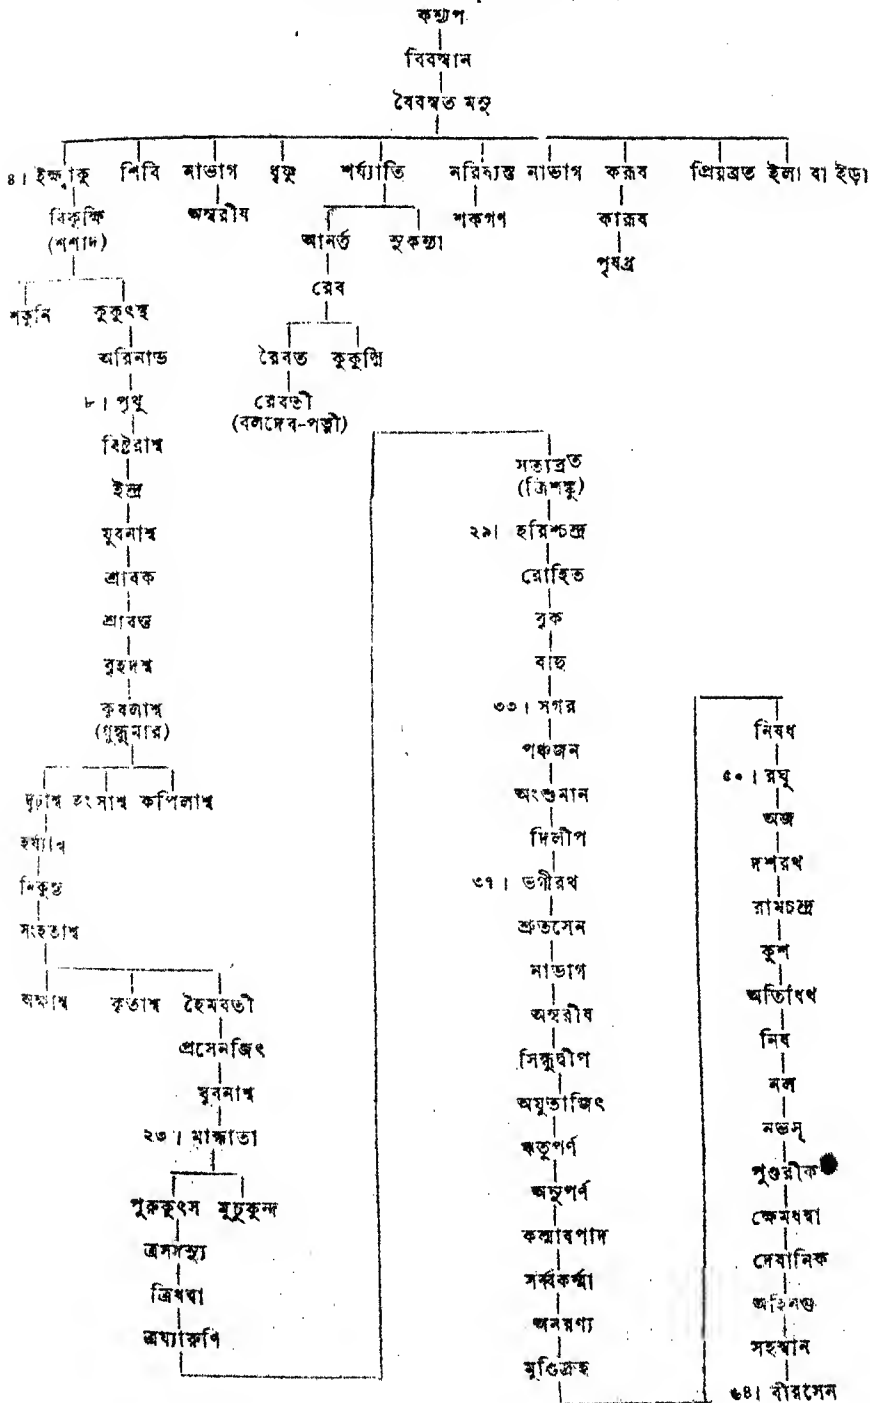 কশ্যপ
বিবস্বান
বৈবস্বত মনু
৪। ইক্ষ্বাকু শিবি নাভাগ ধৃষ্ণু শর্য্যাতি নরিষ্যন্ত নাভাগ করূষ প্রিয়ব্রত ইলা বা ইড়া
বিকুক্ষি
(শশাদ)
অম্বরীষ
আনর্ত্ত সুকন্যা
শকগণ
কারূষ
পৃষধ্র
রেব
রৈবত কুকুদ্মি
রেবতী
(বলদেব-পত্নী)
শকুনি কুকুৎস্থ
অরিনাভ
৮। পৃথু
বিষ্টরাশ্ব
ইন্দ্র
যুবনাশ্ব
শ্রাবক
শ্রাবস্ত
বৃহদশ্ব
কুবলাশ্ব
(ধুন্ধুমার)
দৃঢ়াশ্ব হংসাশ্ব কপিলাশ্ব
হর্য্যাশ্ব
নিকুম্ভ
সংহতাশ্ব
অক্ষাশ্ব কৃতাশ্ব হৈমবতী
প্রসেনজিৎ
যুবনাশ্ব
২৩। মান্ধাতা
পুরুকুৎস মুচুকুন্দ
ত্রসদস্যু
ত্রিধন্বা
ত্রয্যারুণি
সত্যব্রত
(ত্রিশঙ্কু)
২৯। হরিশ্চন্দ্র
রোহিত
বৃক
বাহু
৩৩। সগর
পঞ্চজন
অংশুমান
দিলীপ
৩৭। ভগীরথ
শ্রুতসেন
নাভাগ
অম্বরীষ
সিন্ধুদ্বীপ
অযুতাজিৎ
ঋতুপর্ণ
অনুপর্ণ
কল্মাষপাদ
সর্ব্বকর্ম্মা
অনরণ্য
মুণ্ডিদ্রুহ
নিষধ
৫০। রঘু
অজ
দশরথ
রামচন্দ্র
কুশ
অতিথি
নিষ
নল
নভস্
পুণ্ডরীক
ক্ষেমধন্বা
দেবানিক
অহিনগু
সহস্বান
৬৪। বীরসেন